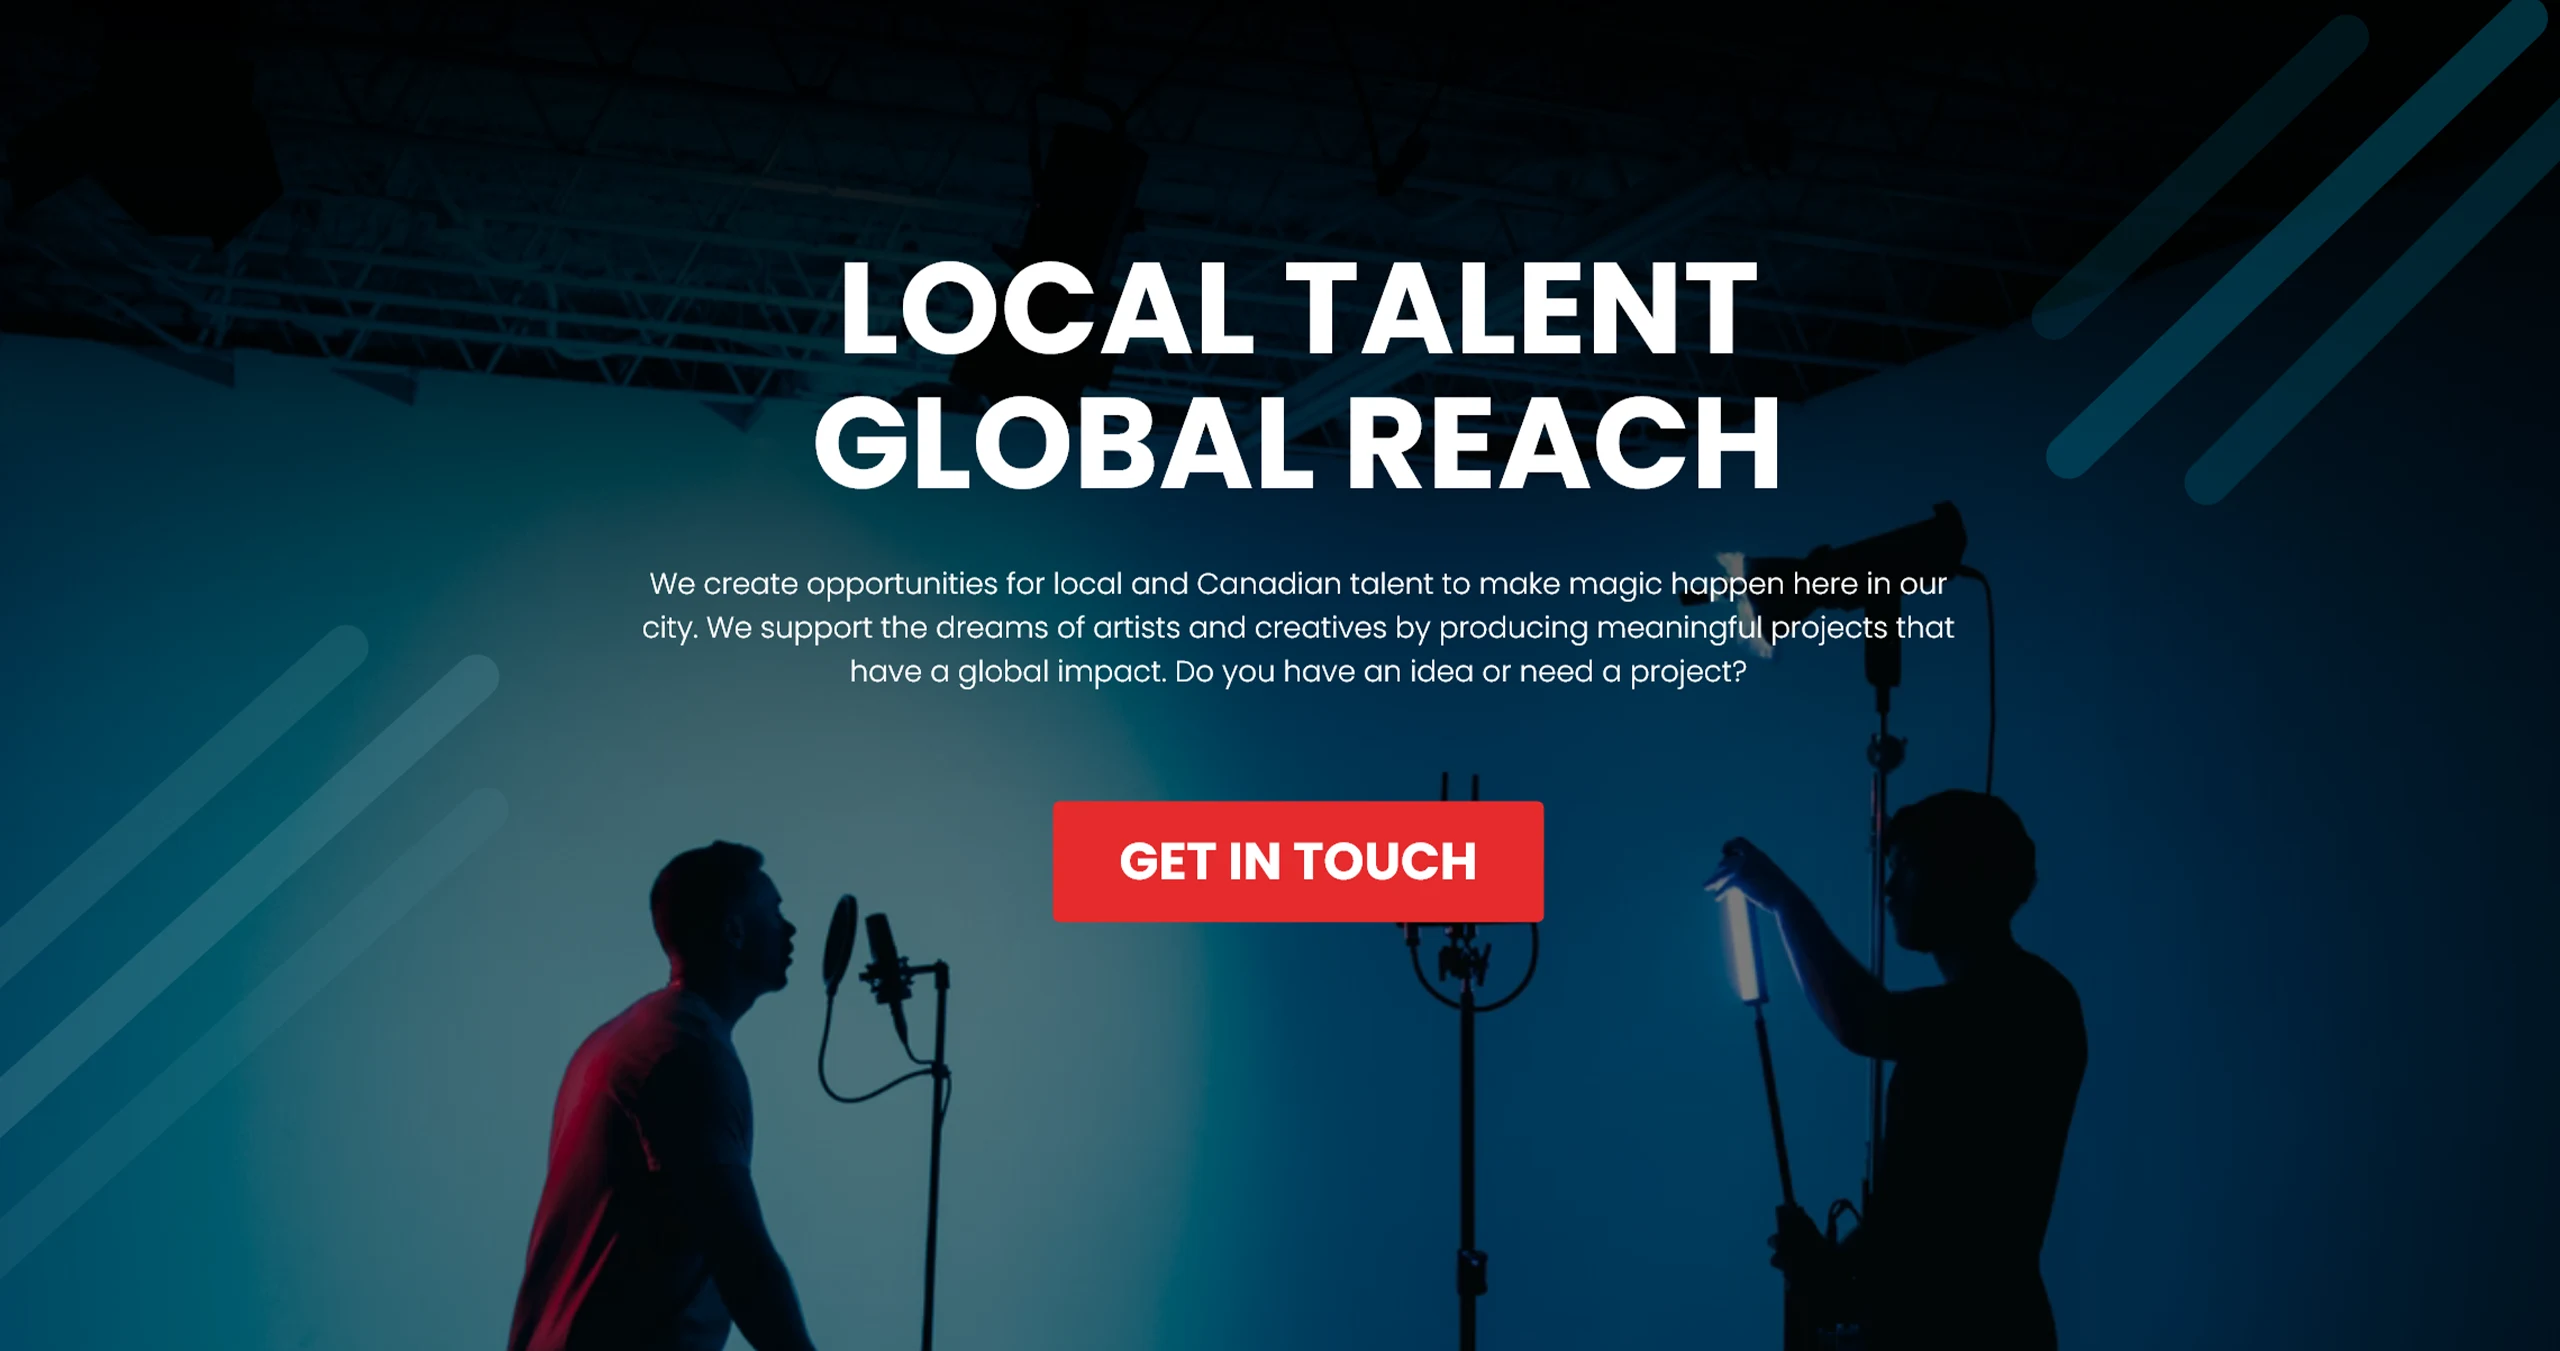 LOCAL TALENT
GLOBAL REACH
We create opportunities for local and Canadian talent to make magic happen here in our
city. We support the dreams of artists and creatives by producing meaningful projects that
have a global impact. Do you have an idea or need a project?
GET IN TOUCH